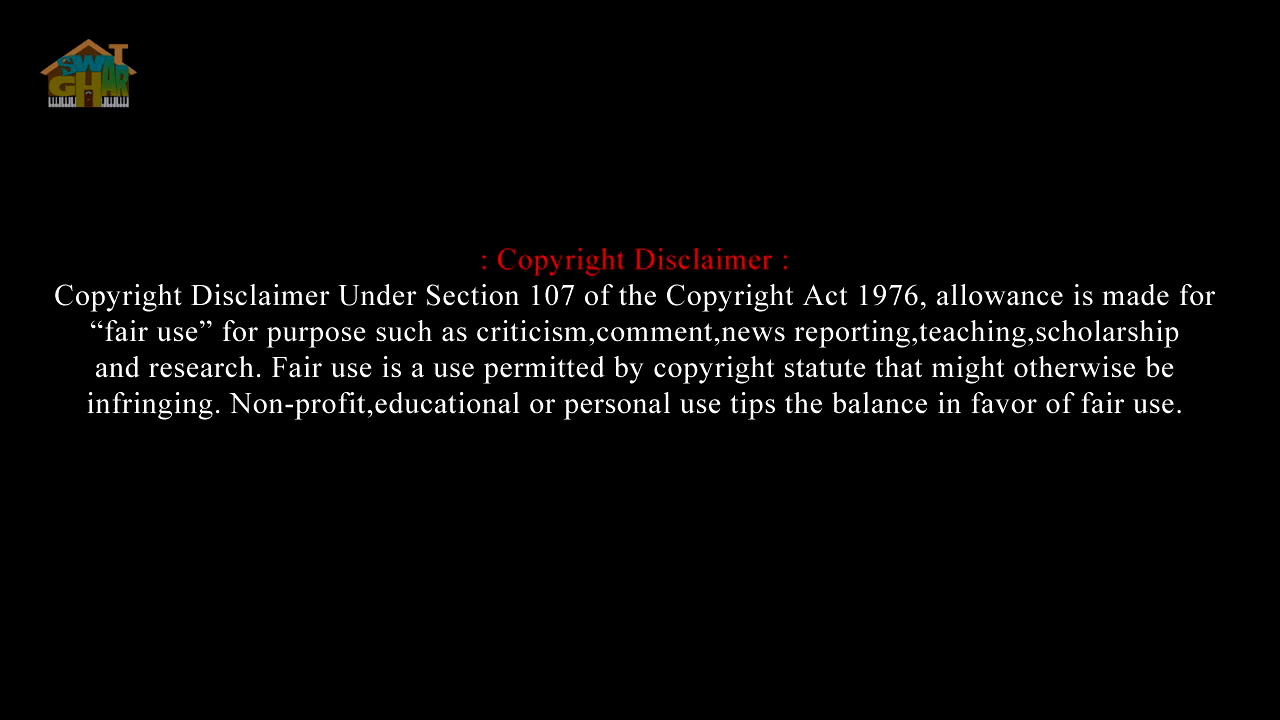 SWT
GHAR
: Copyright Disclaimer :
Copyright Disclaimer Under Section 107 of the Copyright Act 1976, allowance is made for
“fair use” for purpose such as criticism,comment,news reporting,teaching,scholarship
and research. Fair use is a use permitted by copyright statute that might otherwise be
infringing. Non-profit,educational or personal use tips the balance in favor of fair use.